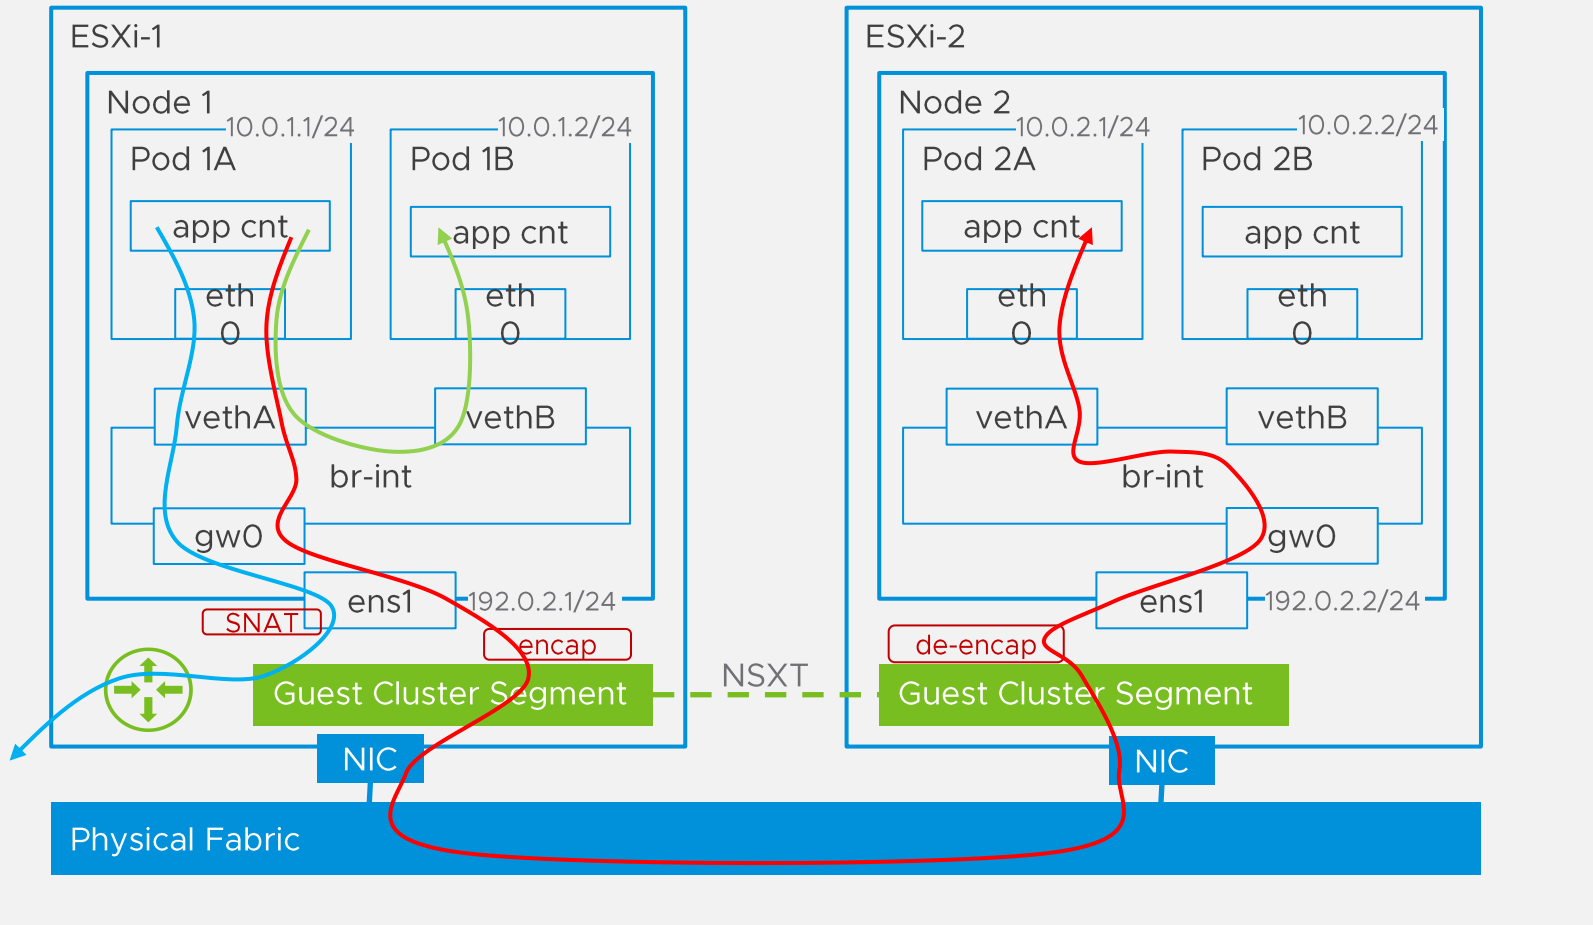 ESXi-1
Node 1
10.0.1.1/24
10.0.1.2/24
Pod 1A
Pod 1B
app cnt
app cnt
eth
0
eth
0
vethA
vethB
br-int
gw0
ens1
192.0.2.1/24
SNAT
encap
Guest Cluster Segment
NIC
NSXT
ESXi-2
Node 2
10.0.2.1/24
10.0.2.2/24
Pod 2A
Pod 2B
app cnt
app cnt
eth
0
eth
0
vethA
vethB
br-int
gw0
ens1
192.0.2.2/24
de-encap
Guest Cluster Segment
NIC
Physical Fabric